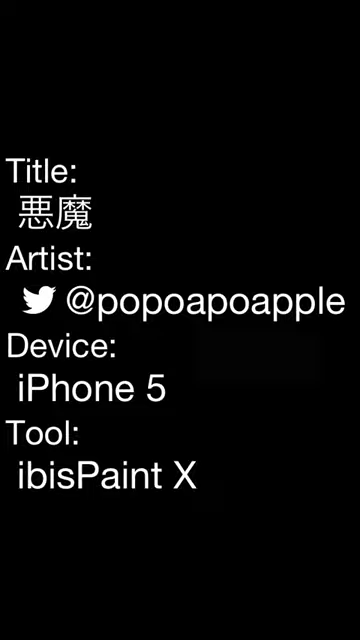 Title:
悪魔
Artist:
@popoapoapple
Device:
iPhone 5
Tool:
ibisPaint X